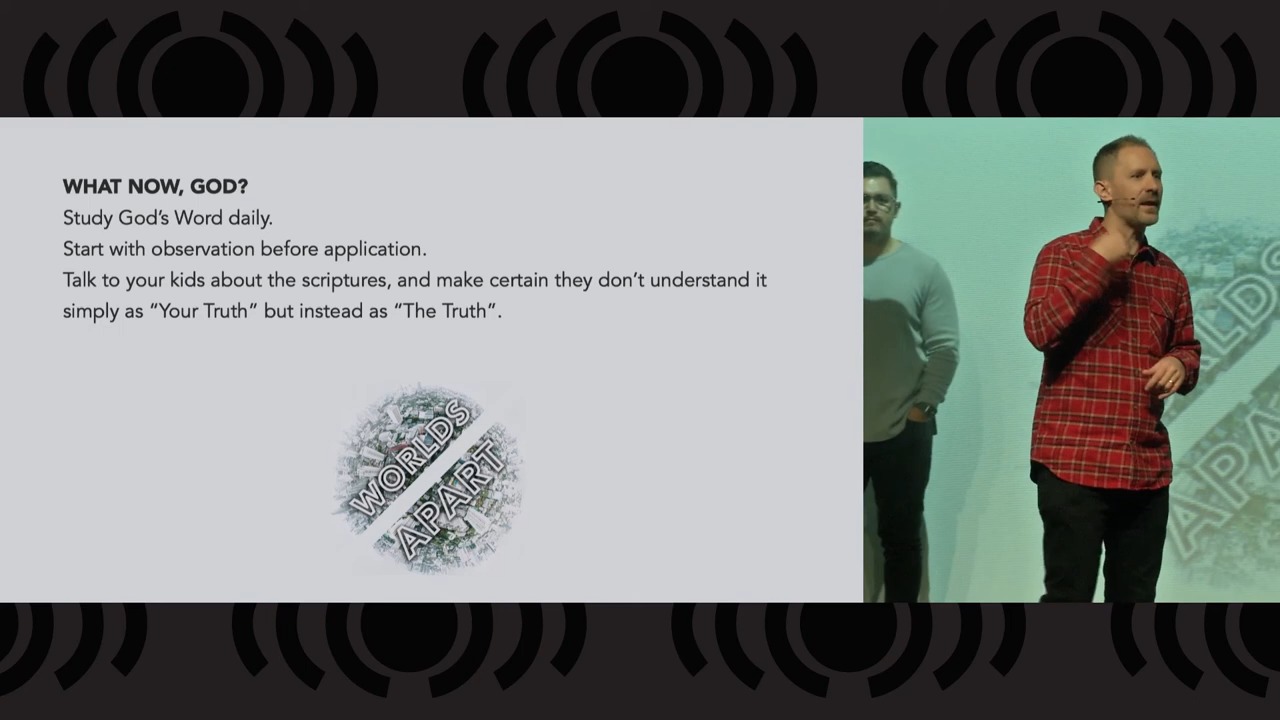 WHAT NOW, GOD?
Study God’s Word daily.
Start with observation before application.
Talk to your kids about the scriptures, and make certain they don’t understand it
simply as “Your Truth” but instead as “The Truth”.
WORLDS
APART